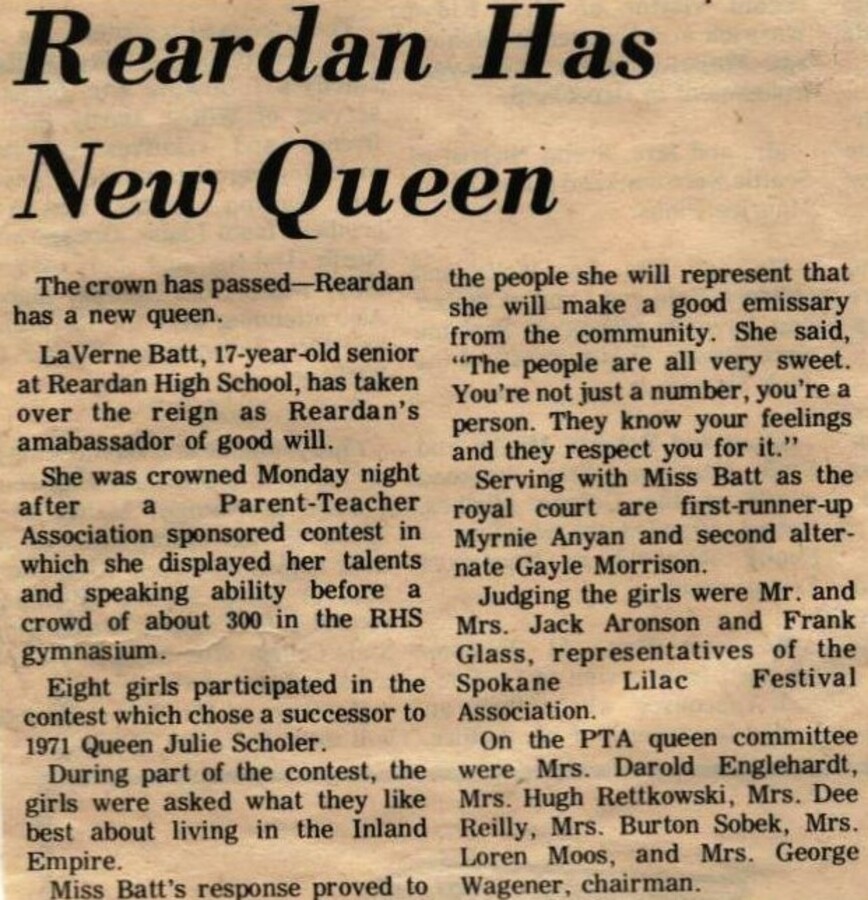 Reardan Has
New Queen
The crown has passed—Reardan
has a new queen.
LaVerne Batt, 17-year-old senior
at Reardan High School, has taken
over the reign as Reardan's
amabassador of good will.
She was crowned Monday night
after a Parent-Teacher
Association sponsored contest in
which she displayed her talents
and speaking ability before a
crowd of about 300 in the RHS
gymnasium.
Eight girls participated in the
contest which chose a successor to
1971 Queen Julie Scholer.
During part of the contest, the
girls were asked what they like
best about living in the Inland
Empire.
Miss Batt's response proved to
the people she will represent that
she will make a good emissary
from the community. She said,
"The people are all very sweet.
You're not just a number, you're a
person. They know your feelings
and they respect you for it."
Serving with Miss Batt as the
royal court are first-runner-up
Myrnie Anyan and second alter-
nate Gayle Morrison.
Judging the girls were Mr. and
Mrs. Jack Aronson and Frank
Glass, representatives of the
Spokane Lilac Festival
Association.
On the PTA queen committee
were Mrs. Darold Englehardt,
Mrs. Hugh Rettkowski, Mrs. Dee
Reilly, Mrs. Burton Sobek, Mrs.
Loren Moos, and Mrs. George
Wagener, chairman.